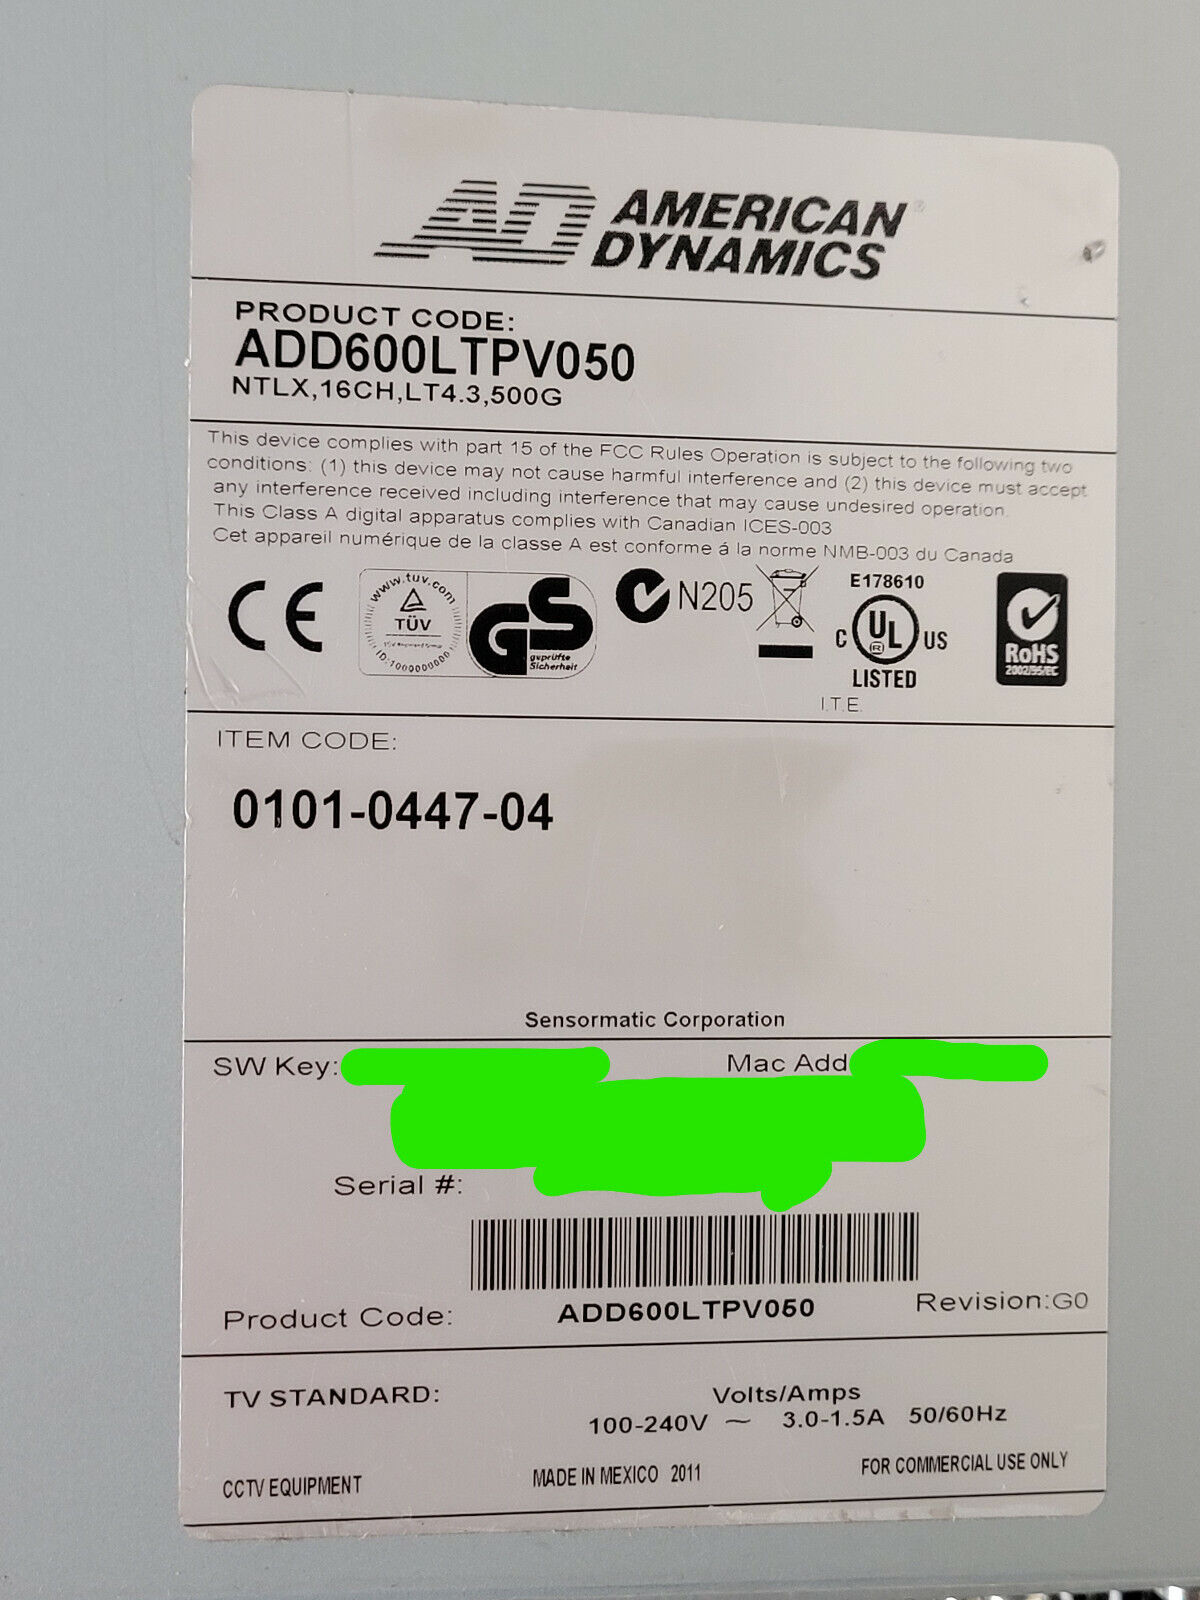 AMERICAN
DYNAMICS®
PRODUCT CODE:
ADD600LTPV050
NTLX,16CH,LT4.3,500G
This device complies with part 15 of the FCC Rules Operation is subject to the following two
conditions: (1) this device may not cause harmful interference and (2) this device must accept
any interference received including interference that may cause undesired operation.
This Class A digital apparatus complies with Canadian ICES-003
Cet appareil numérique de la classe A est conforme á la norme NMB-003 du Canada
CE
www.tuv.com
TÜV
ID:1000000000
GS
geprüfte
Sicherheit
N205
E178610
C UL US
(R)
LISTED
I.T.E.
RoHS
2002/95/EC
ITEM CODE:
0101-0447-04
Sensormatic Corporation
SW Key: Mac Add
Serial #:
Product Code: ADD600LTPV050 Revision:G0
TV STANDARD: Volts/Amps
100-240V ~ 3.0-1.5A 50/60Hz
CCTV EQUIPMENT MADE IN MEXICO 2011 FOR COMMERCIAL USE ONLY